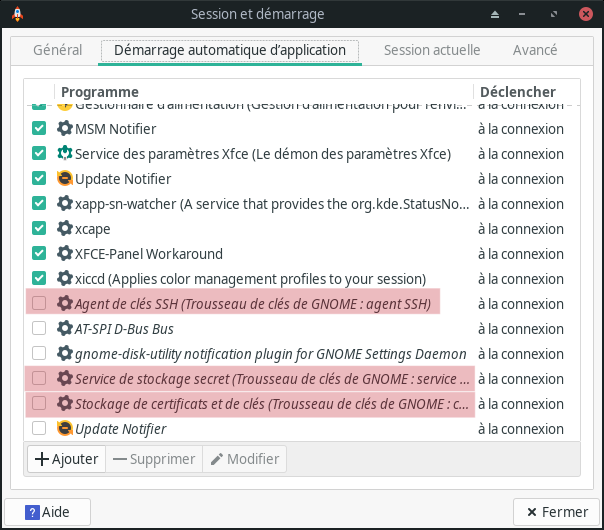 Session et démarrage
Général
Démarrage automatique d'application
Session actuelle
Avancé
Programme
Déclencher
Gestionnaire d'alimentation (Gestion d'alimentation pour l'envi... à la connexion
MSM Notifier à la connexion
Service des paramètres Xfce (Le démon des paramètres Xfce) à la connexion
Update Notifier à la connexion
xapp-sn-watcher (A service that provides the org.kde.StatusNo... à la connexion
xcape à la connexion
XFCE-Panel Workaround à la connexion
xiccd (Applies color management profiles to your session) à la connexion
Agent de clés SSH (Trousseau de clés de GNOME : agent SSH) à la connexion
AT-SPI D-Bus Bus à la connexion
gnome-disk-utility notification plugin for GNOME Settings Daemon à la connexion
Service de stockage secret (Trousseau de clés de GNOME : service ... à la connexion
Stockage de certificats et de clés (Trousseau de clés de GNOME : c... à la connexion
Update Notifier à la connexion
Ajouter
Supprimer
Modifier
? Aide
Fermer